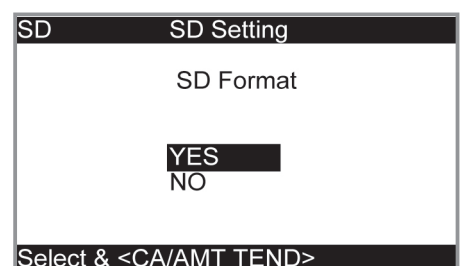 SD SD Setting
SD Format
YES
NO
Select & <CA/AMT TEND>